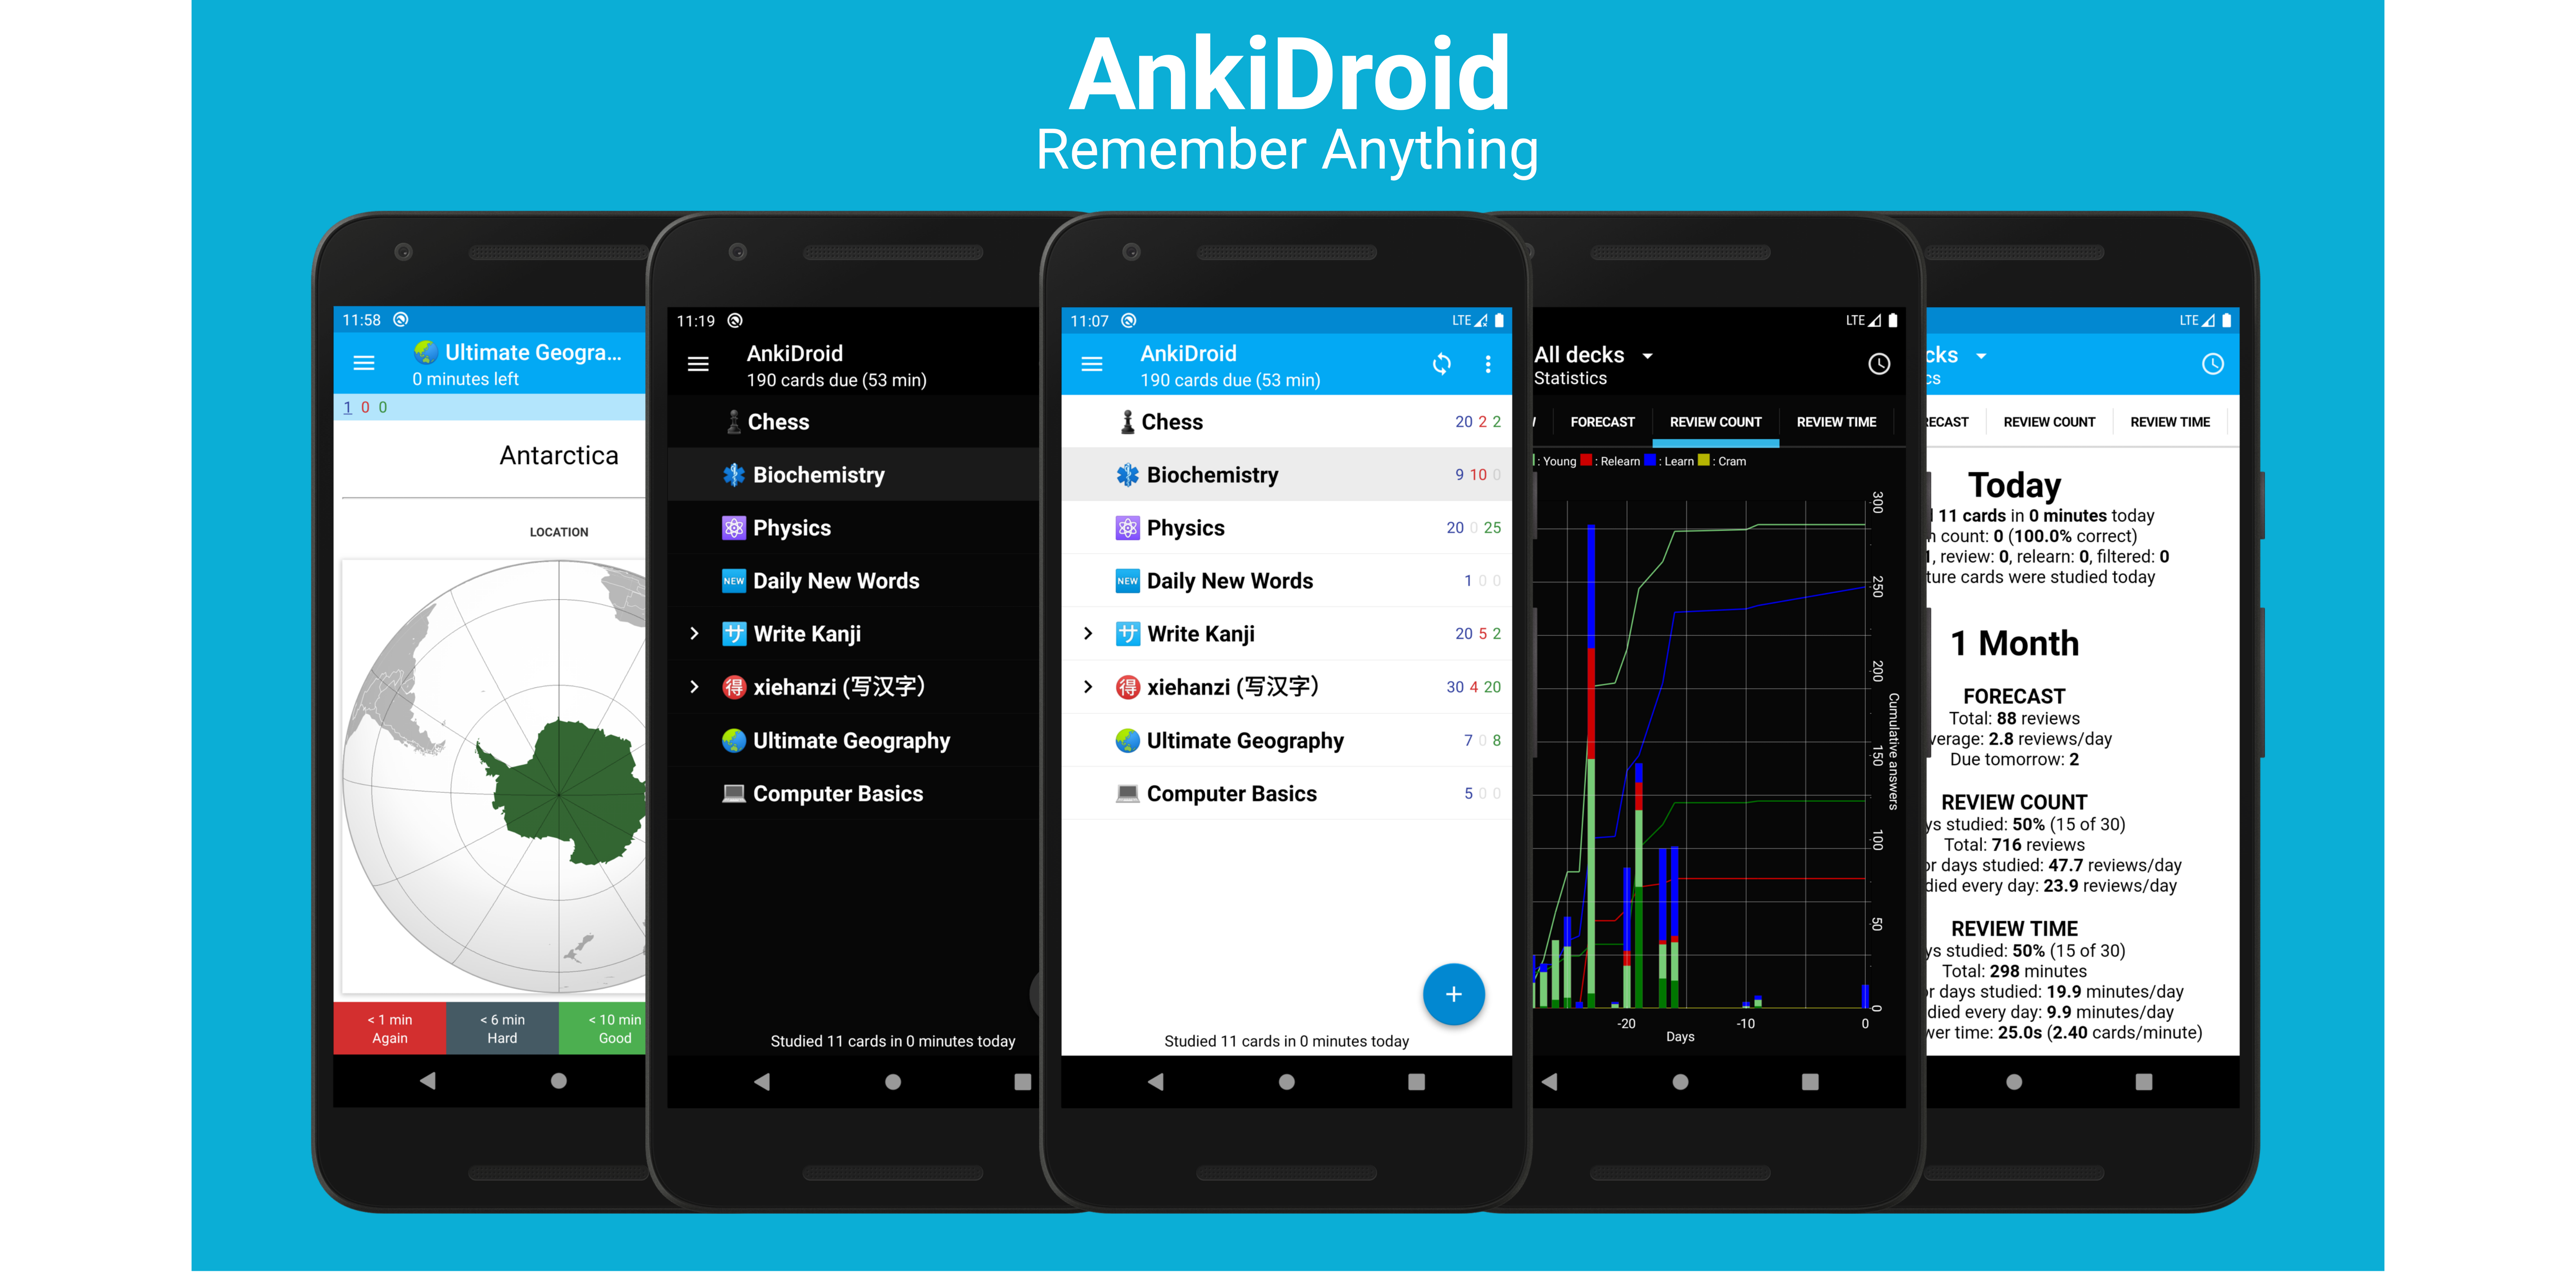 AnkiDroid
Remember Anything
11:58
Ultimate Geogra...
0 minutes left
1 0 0
Antarctica
LOCATION
< 1 min
Again
< 6 min
Hard
< 10 min
Good
11:19
AnkiDroid
190 cards due (53 min)
Chess
Biochemistry
Physics
NEW Daily New Words
サ Write Kanji
得 xiehanzi (写汉字)
Ultimate Geography
Computer Basics
Studied 11 cards in 0 minutes today
11:07 LTE
AnkiDroid
190 cards due (53 min)
Chess 20 2 2
Biochemistry 9 10 0
Physics 20 0 25
NEW Daily New Words 1 0 0
サ Write Kanji 20 5 2
得 xiehanzi (写汉字) 30 4 20
Ultimate Geography 7 0 8
Computer Basics 5 0 0
+
Studied 11 cards in 0 minutes today
LTE
All decks
Statistics
FORECAST REVIEW COUNT REVIEW TIME
: Young : Relearn : Learn : Cram
300
250
200
150
100
50
0
Cumulative answers
-20 -10 0
Days
LTE
REVIEW COUNT REVIEW TIME
Today
11 cards in 0 minutes today
count: 0 (100.0% correct)
, review: 0, relearn: 0, filtered: 0
cards were studied today
1 Month
FORECAST
Total: 88 reviews
2.8 reviews/day
Due tomorrow: 2
REVIEW COUNT
studied: 50% (15 of 30)
Total: 716 reviews
days studied: 47.7 reviews/day
every day: 23.9 reviews/day
REVIEW TIME
studied: 50% (15 of 30)
Total: 298 minutes
days studied: 19.9 minutes/day
every day: 9.9 minutes/day
time: 25.0s (2.40 cards/minute)